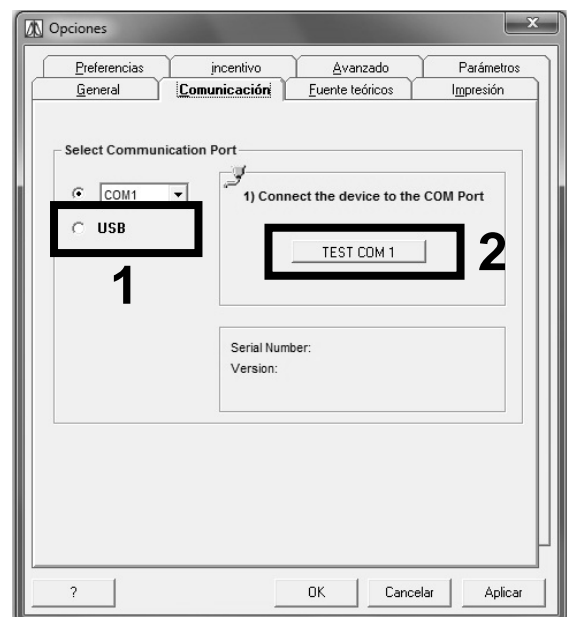 Opciones
x
Preferencias incentivo Avanzado Parámetros
General Comunicación Fuente teóricos Impresión
Select Communication Port
COM1
1) Connect the device to the COM Port
USB
TEST COM 1
2
1
Serial Number:
Version:
? OK Cancelar Aplicar